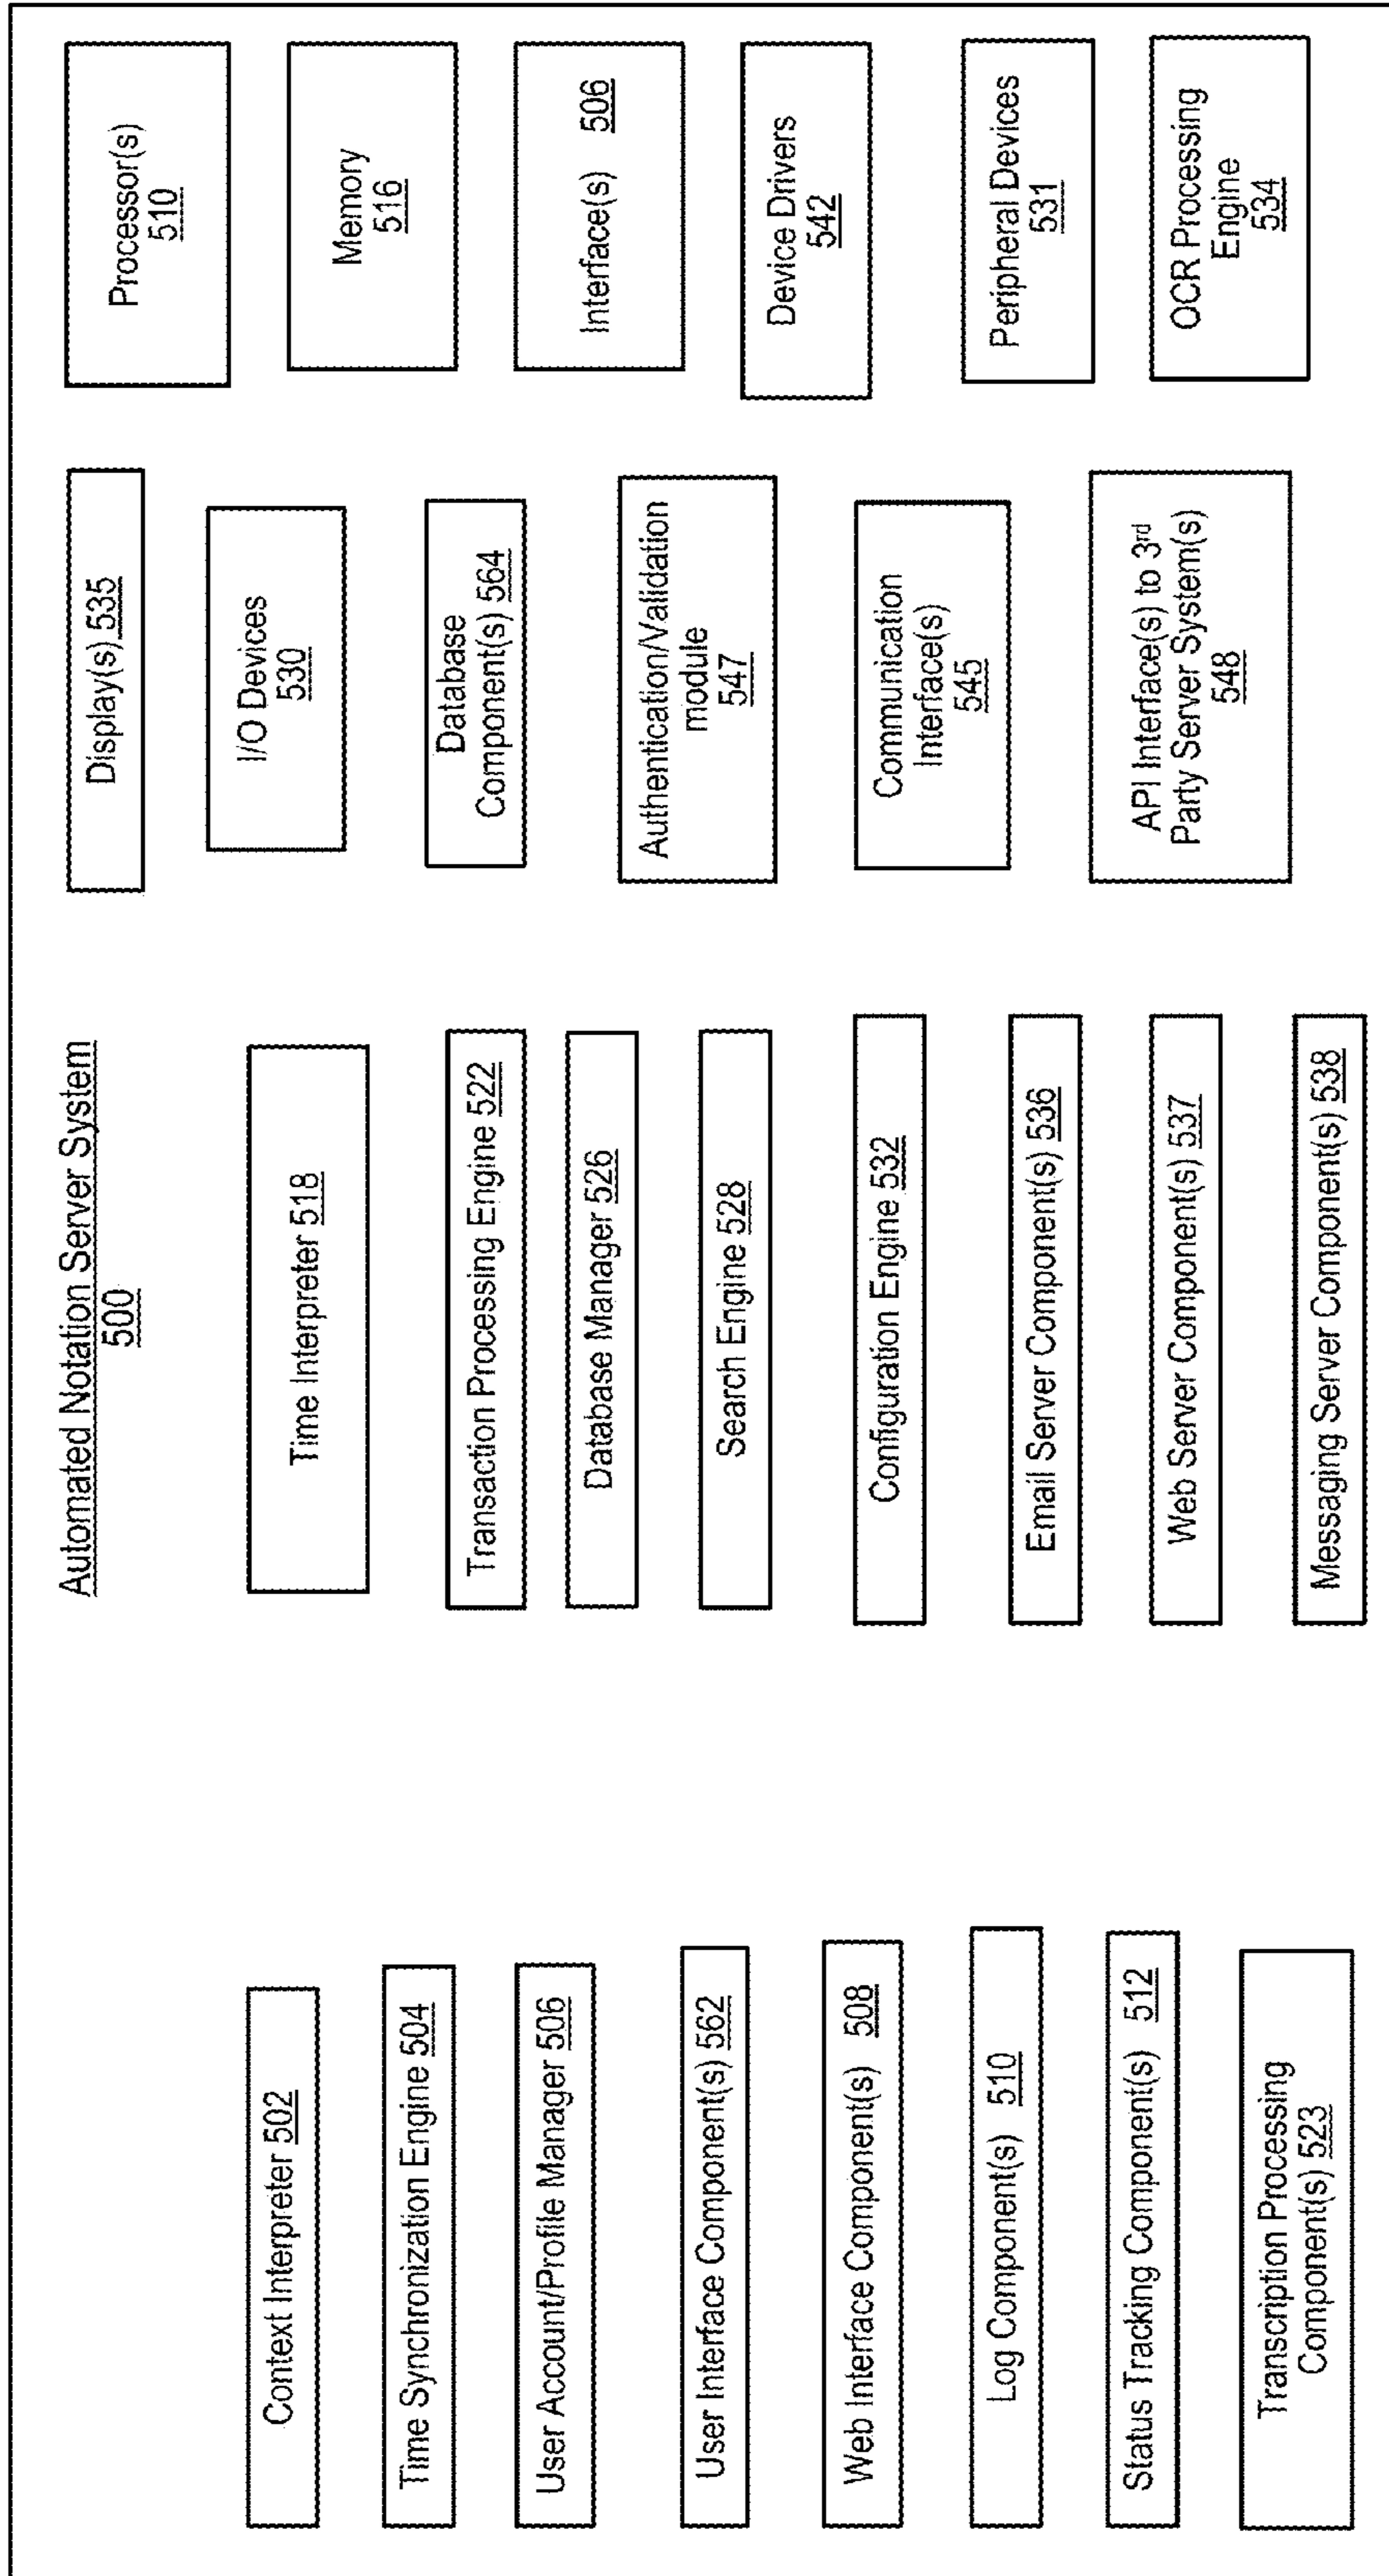 Automated Notation Server System
500
Context Interpreter 502
Time Synchronization Engine 504
User Account/Profile Manager 506
User Interface Component(s) 562
Web Interface Component(s) 508
Log Component(s) 510
Status Tracking Component(s) 512
Transcription Processing
Component(s) 523
Time Interpreter 518
Transaction Processing Engine 522
Database Manager 526
Search Engine 528
Configuration Engine 532
Email Server Component(s) 536
Web Server Component(s) 537
Messaging Server Component(s) 538
Display(s) 535
I/O Devices
530
Database
Component(s) 564
Authentication/Validation
module
547
Communication
Interface(s)
545
API Interface(s) to 3rd
Party Server System(s)
548
Processor(s)
510
Memory
516
Interface(s) 506
Device Drivers
542
Peripheral Devices
531
OCR Processing
Engine
534